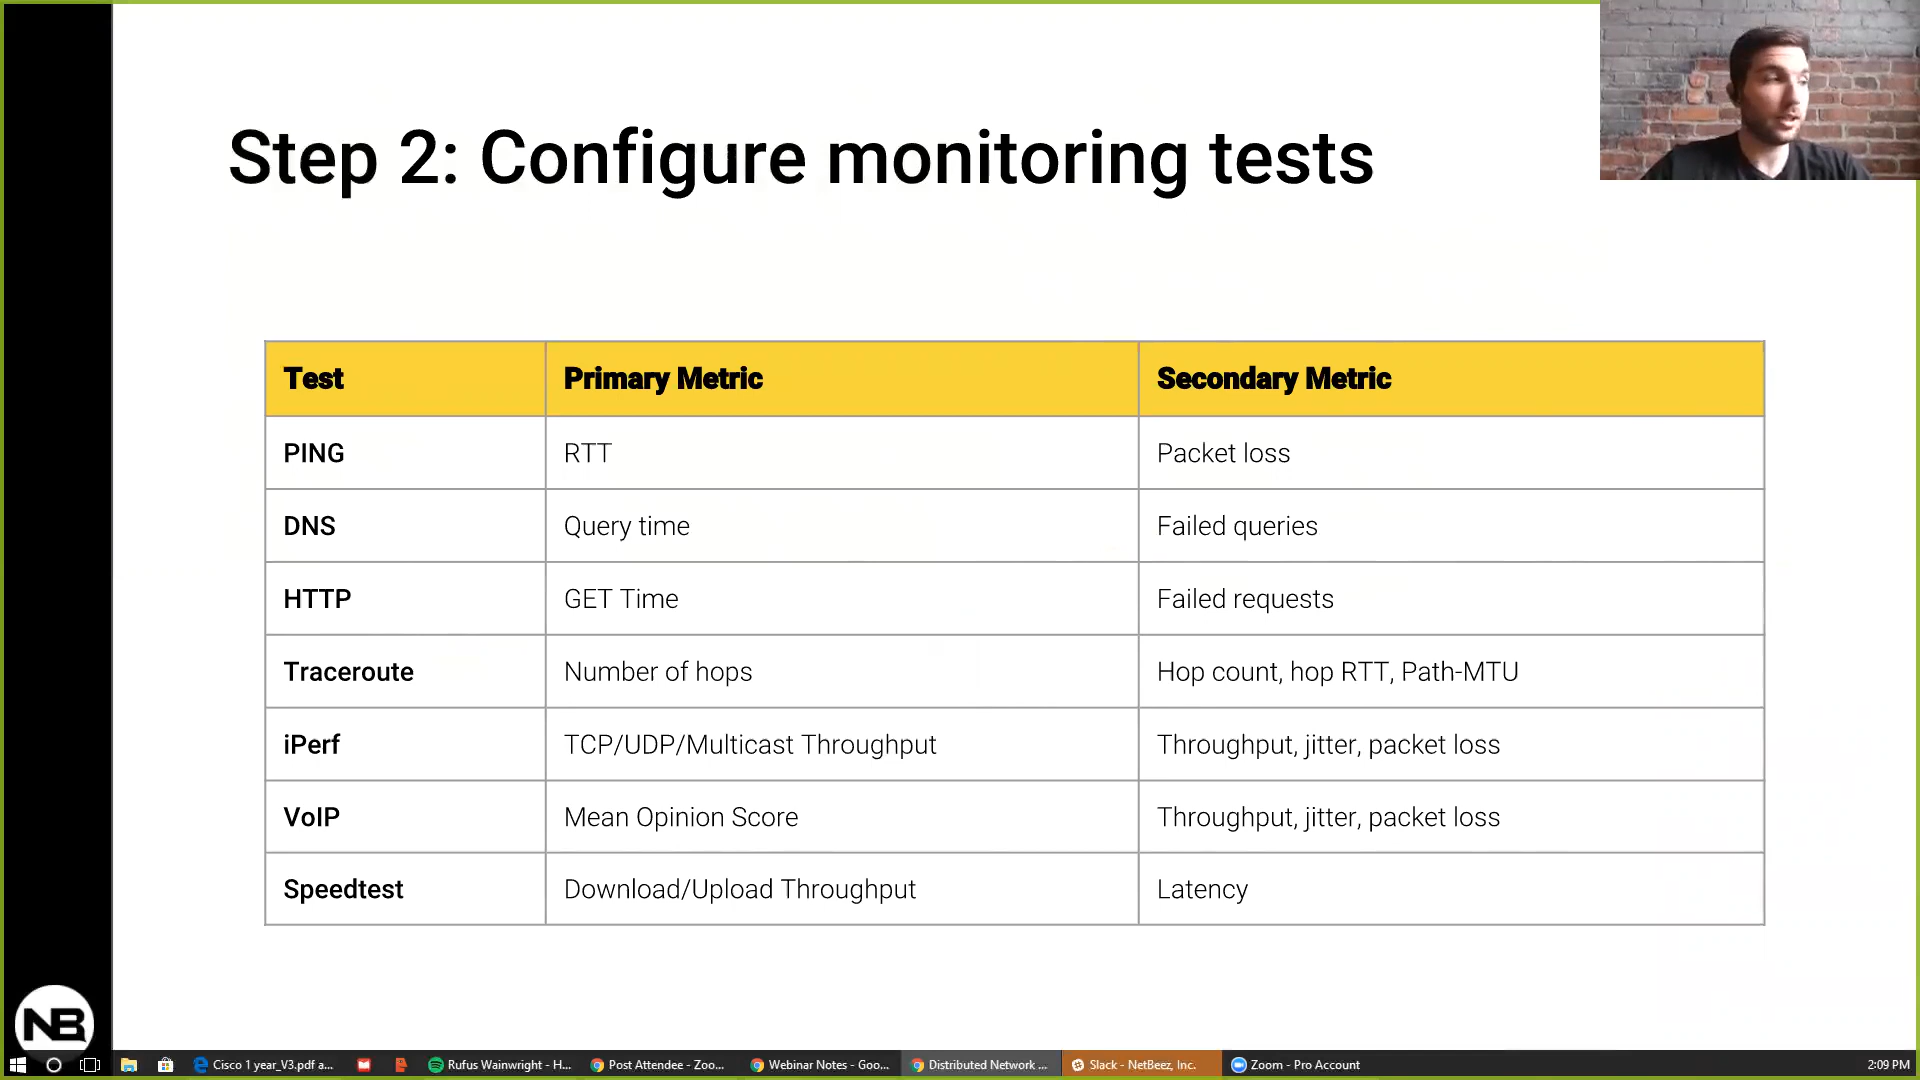 Step 2: Configure monitoring tests
Test Primary Metric Secondary Metric
PING RTT Packet loss
DNS Query time Failed queries
HTTP GET Time Failed requests
Traceroute Number of hops Hop count, hop RTT, Path-MTU
iPerf TCP/UDP/Multicast Throughput Throughput, jitter, packet loss
VoIP Mean Opinion Score Throughput, jitter, packet loss
Speedtest Download/Upload Throughput Latency
NB
Cisco 1 year_V3.pdf a... Rufus Wainwright - H... Post Attendee - Zoo... Webinar Notes - Goo... Distributed Network ... Slack - NetBeez, Inc. Zoom - Pro Account 2:09 PM